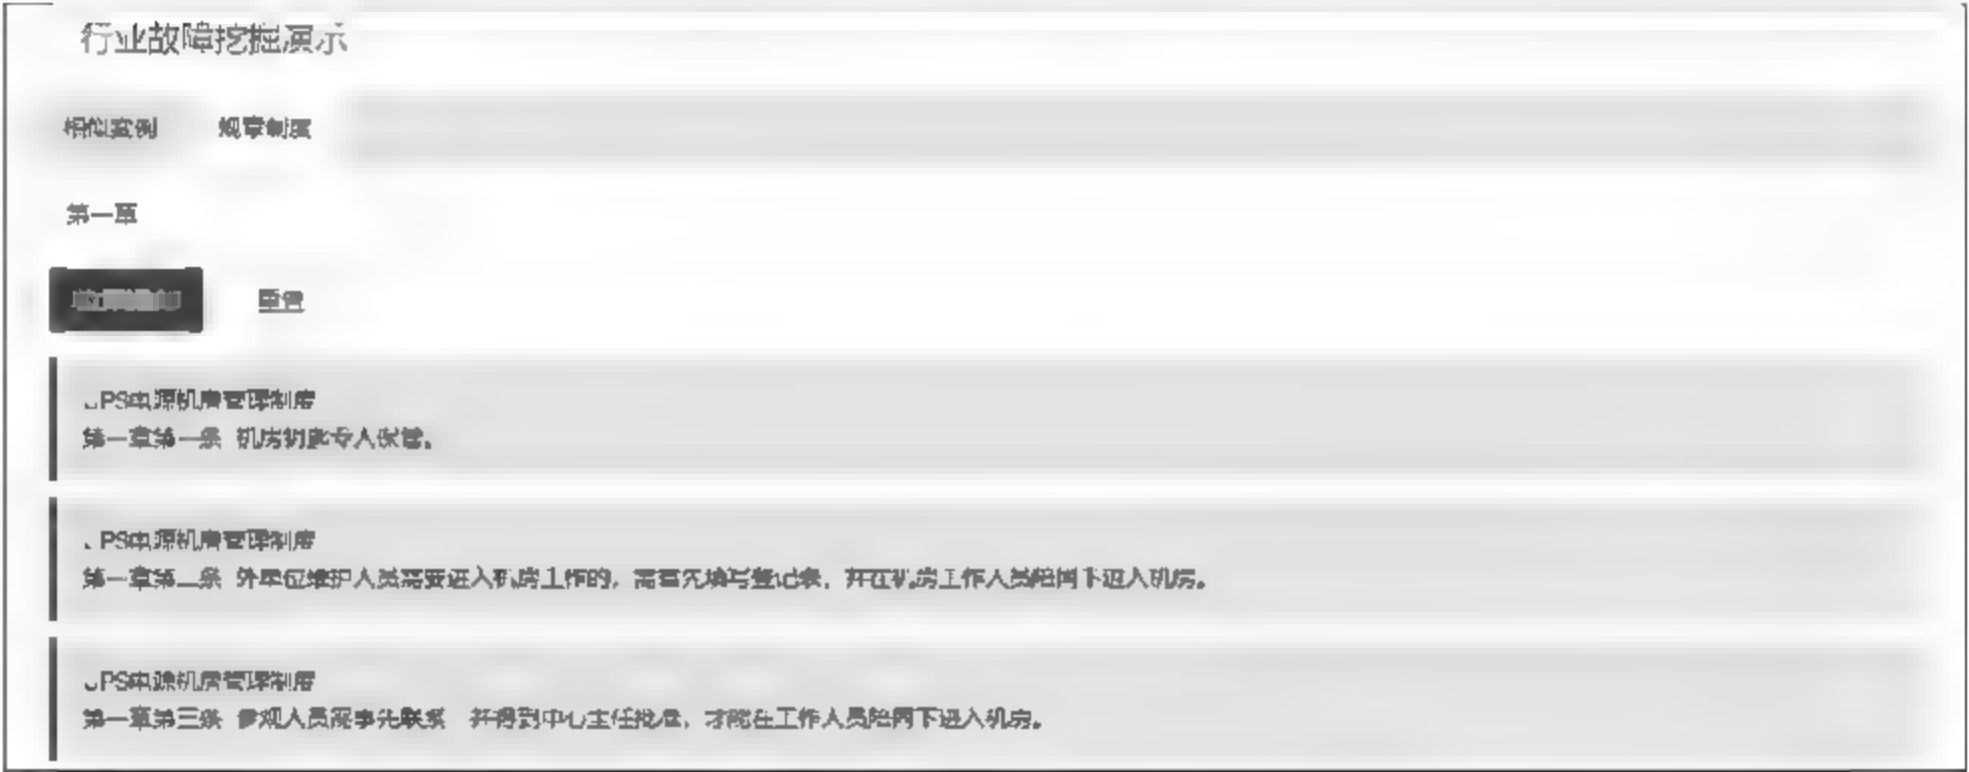 行业故障挖掘演示
相似案例 规章制度
第一章
重置
UPS电源机房管理制度
第一章第一条 机房钥匙专人保管。
UPS电源机房管理制度
第一章第二条 外单位维护人员需要进入机房工作的，需首先填写登记表，并在机房工作人员陪同下进入机房。
UPS电源机房管理制度
第一章第三条 参观人员需事先联系 并得到中心主任批准，才能在工作人员陪同下进入机房。